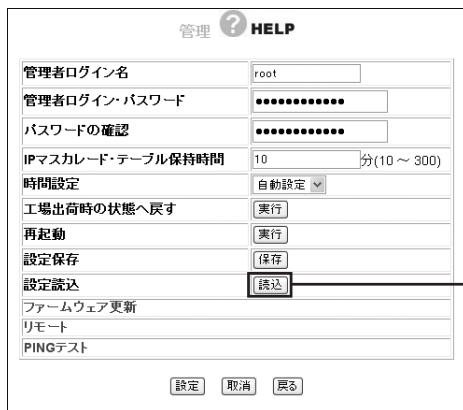 管理 ? HELP
管理者ログイン名 root
管理者ログイン・パスワード ●●●●●●●●●●●●
パスワードの確認 ●●●●●●●●●●●●
IPマスカレード・テーブル保持時間 10 分(10 ~ 300)
時間設定 自動設定
工場出荷時の状態へ戻す 実行
再起動 実行
設定保存 保存
設定読込 読込
ファームウェア更新
リモート
PINGテスト
設定 取消 戻る